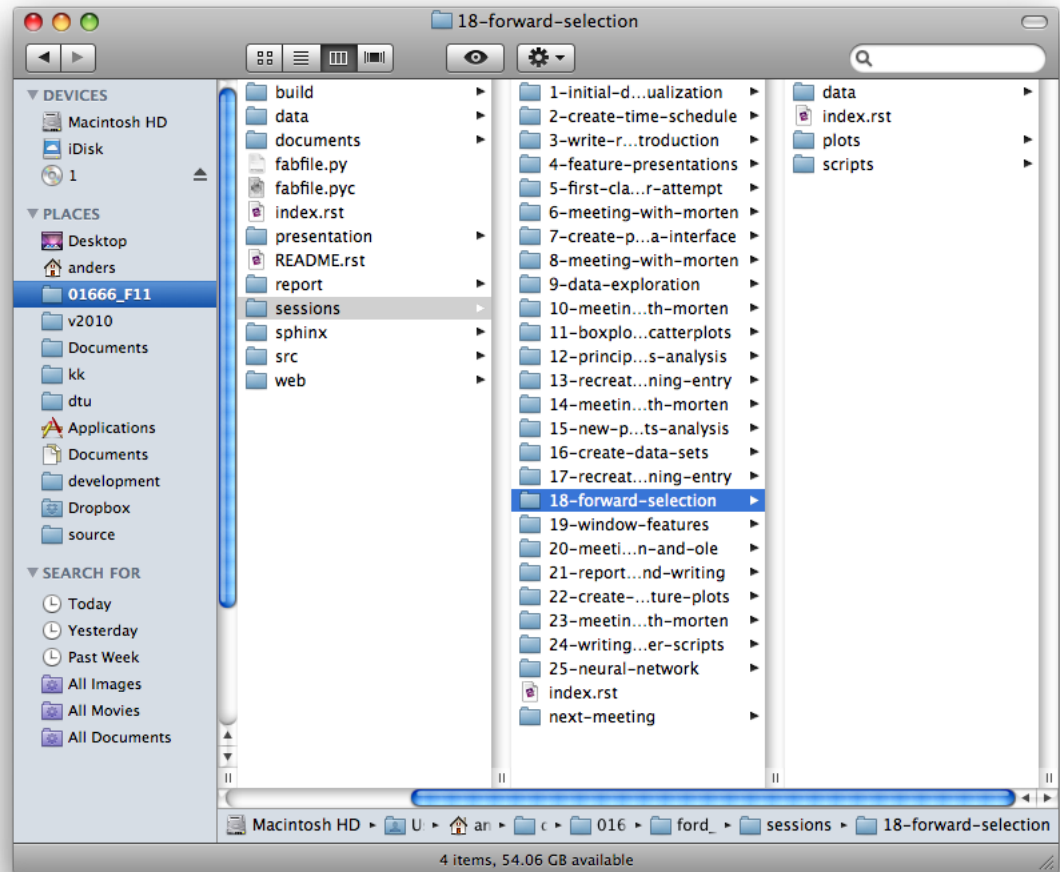 18-forward-selection
DEVICES
Macintosh HD
iDisk
1
PLACES
Desktop
anders
01666_F11
v2010
Documents
kk
dtu
Applications
Documents
development
Dropbox
source
SEARCH FOR
Today
Yesterday
Past Week
All Images
All Movies
All Documents
build
data
documents
fabfile.py
fabfile.pyc
index.rst
presentation
README.rst
report
sessions
sphinx
src
web
1-initial-d...ualization
2-create-time-schedule
3-write-r...troduction
4-feature-presentations
5-first-cla...r-attempt
6-meeting-with-morten
7-create-p...a-interface
8-meeting-with-morten
9-data-exploration
10-meetin...th-morten
11-boxplo...catterplots
12-princip...s-analysis
13-recreat...ning-entry
14-meetin...th-morten
15-new-p...ts-analysis
16-create-data-sets
17-recreat...ning-entry
18-forward-selection
19-window-features
20-meeti...n-and-ole
21-report...nd-writing
22-create-...ture-plots
23-meetin...th-morten
24-writing...er-scripts
25-neural-network
index.rst
next-meeting
data
index.rst
plots
scripts
Macintosh HD ▸ U ▸ an ▸ c ▸ 016 ▸ ford_ ▸ sessions ▸ 18-forward-selection
4 items, 54.06 GB available